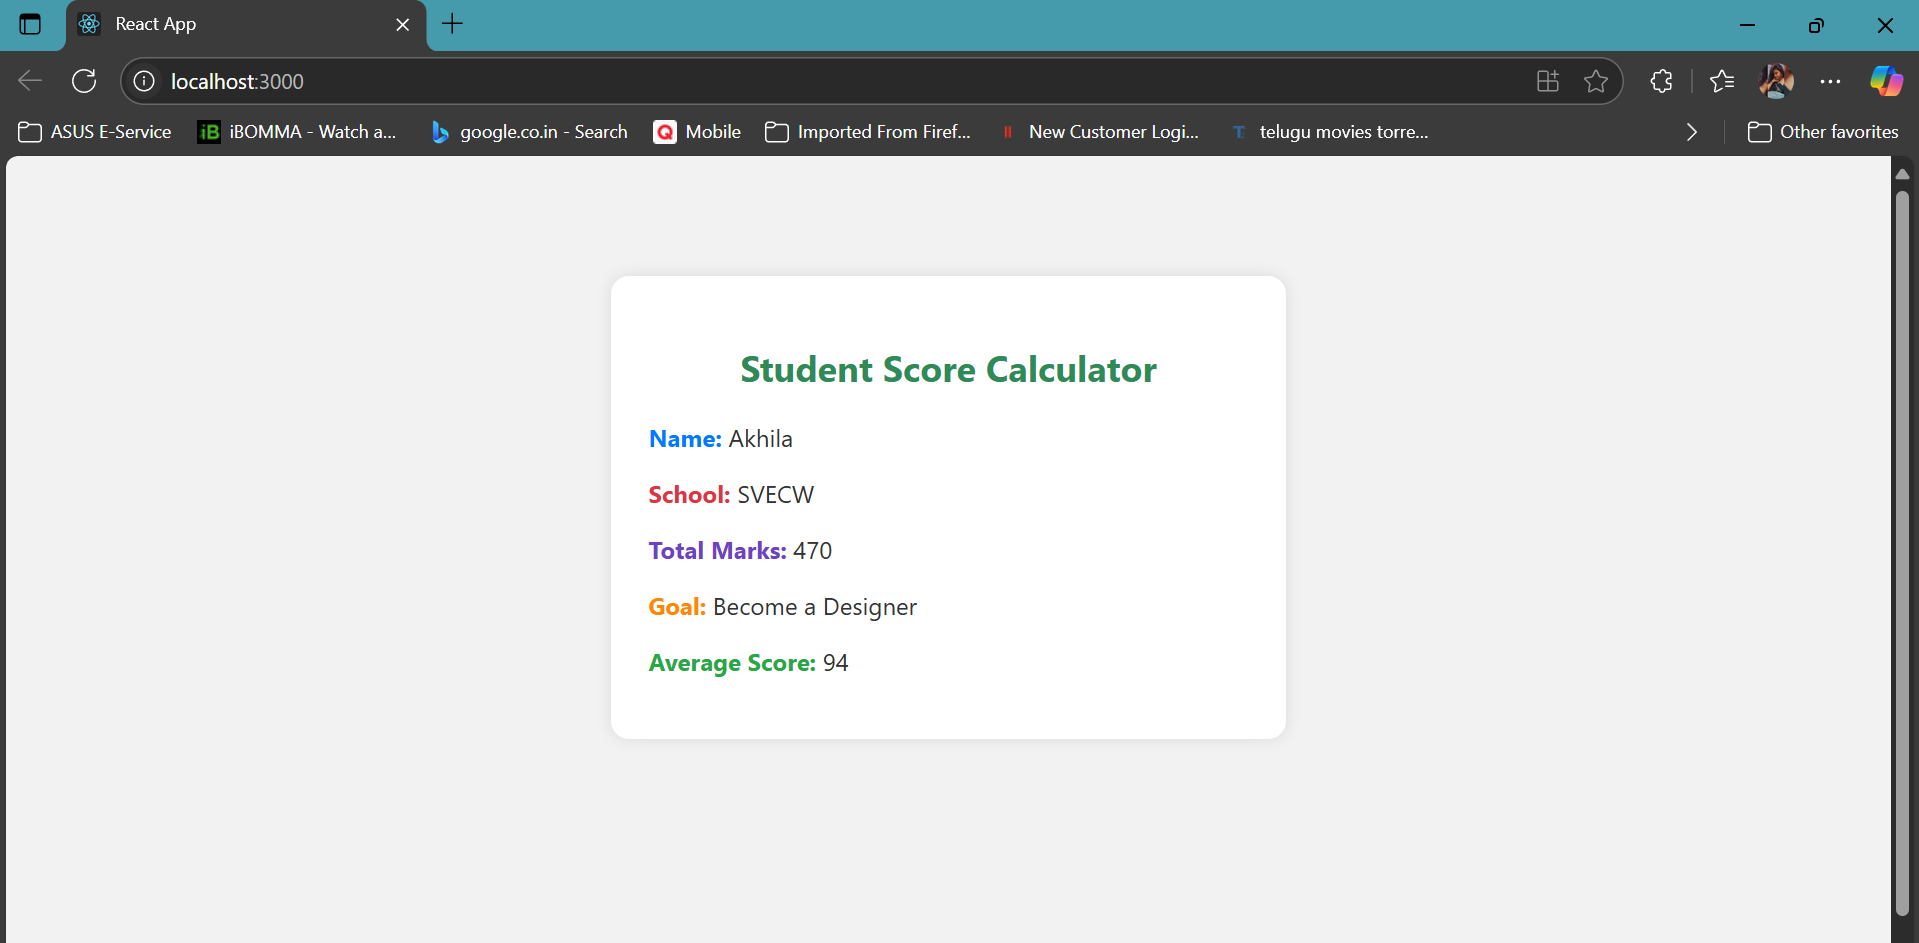 React App
localhost:3000
ASUS E-Service iBOMMA - Watch a... google.co.in - Search Mobile Imported From Firef... New Customer Logi... telugu movies torre... Other favorites
Student Score Calculator
Name: Akhila
School: SVECW
Total Marks: 470
Goal: Become a Designer
Average Score: 94